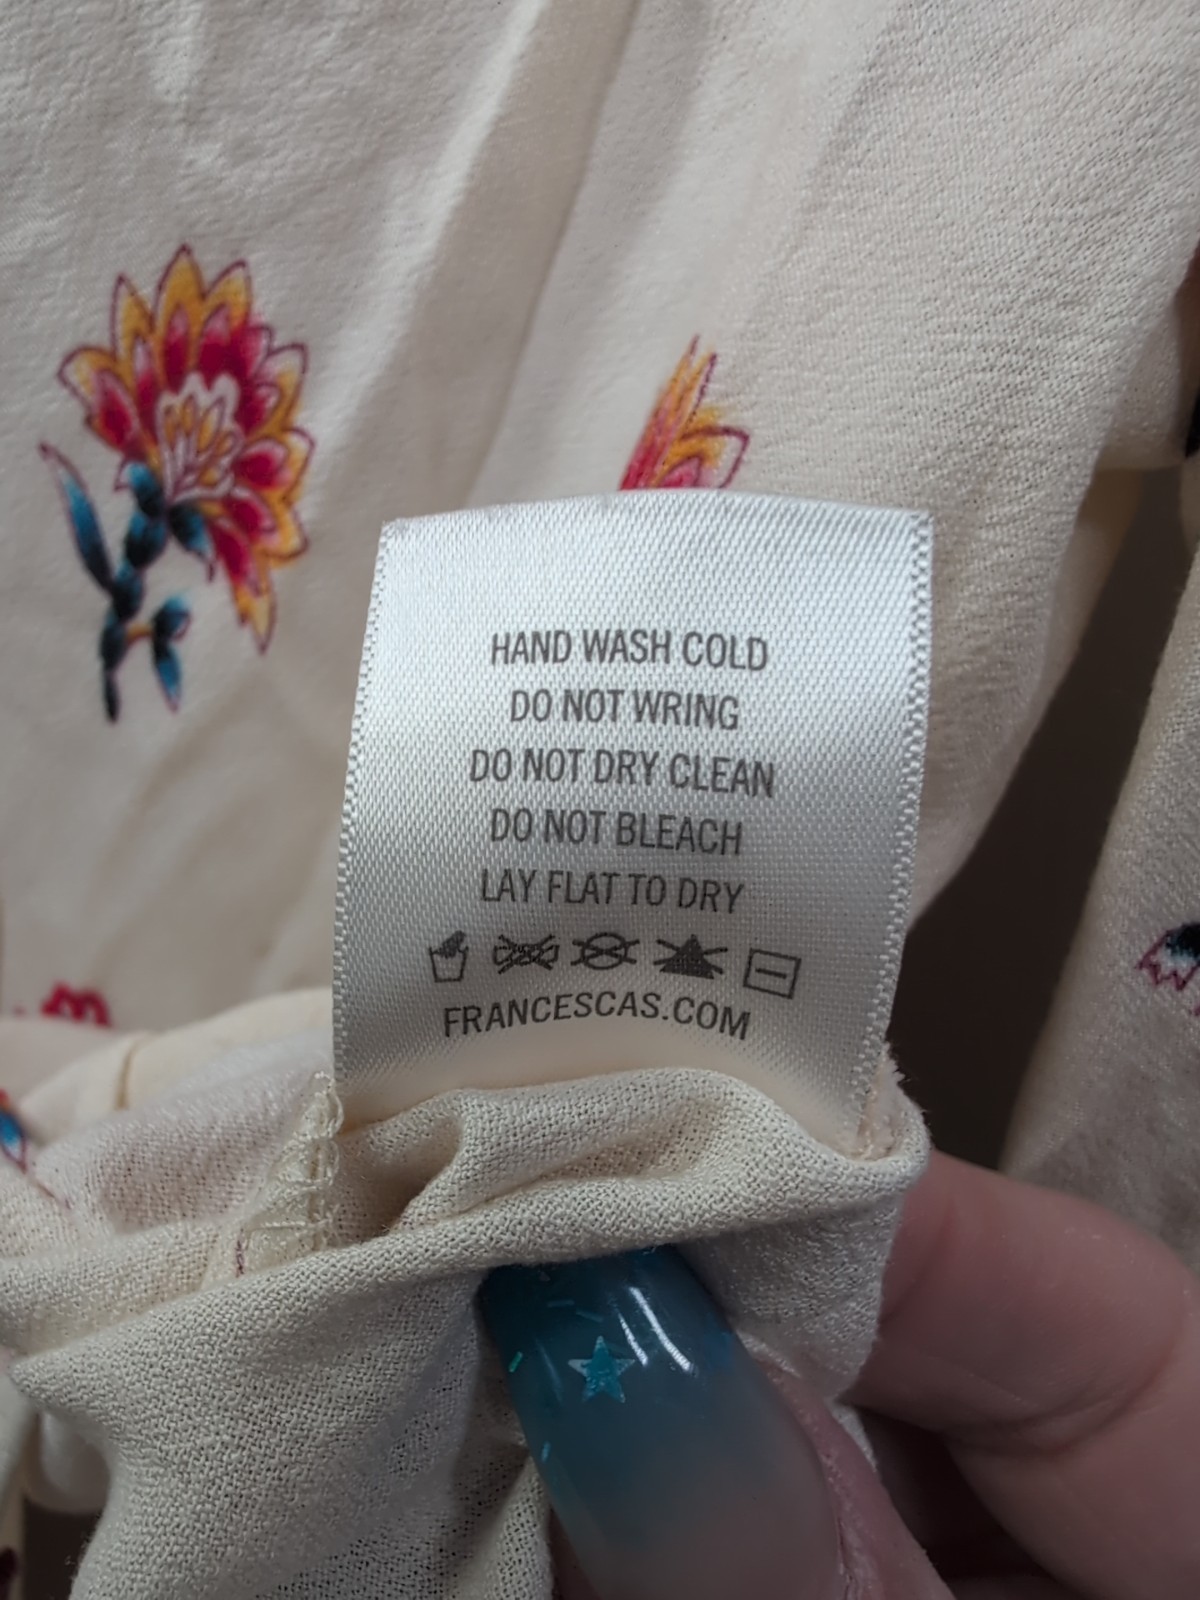 HAND WASH COLD
DO NOT WRING
DO NOT DRY CLEAN
DO NOT BLEACH
LAY FLAT TO DRY
FRANCESCAS.COM